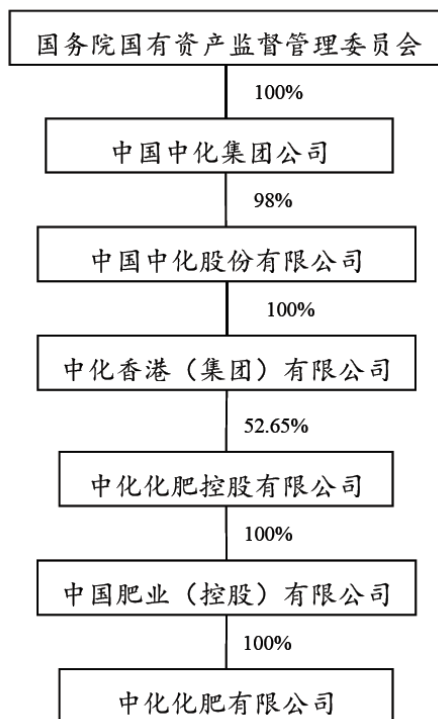 国务院国有资产监督管理委员会
100%
中国中化集团公司
98%
中国中化股份有限公司
100%
中化香港（集团）有限公司
52.65%
中化化肥控股有限公司
100%
中国肥业（控股）有限公司
100%
中化化肥有限公司